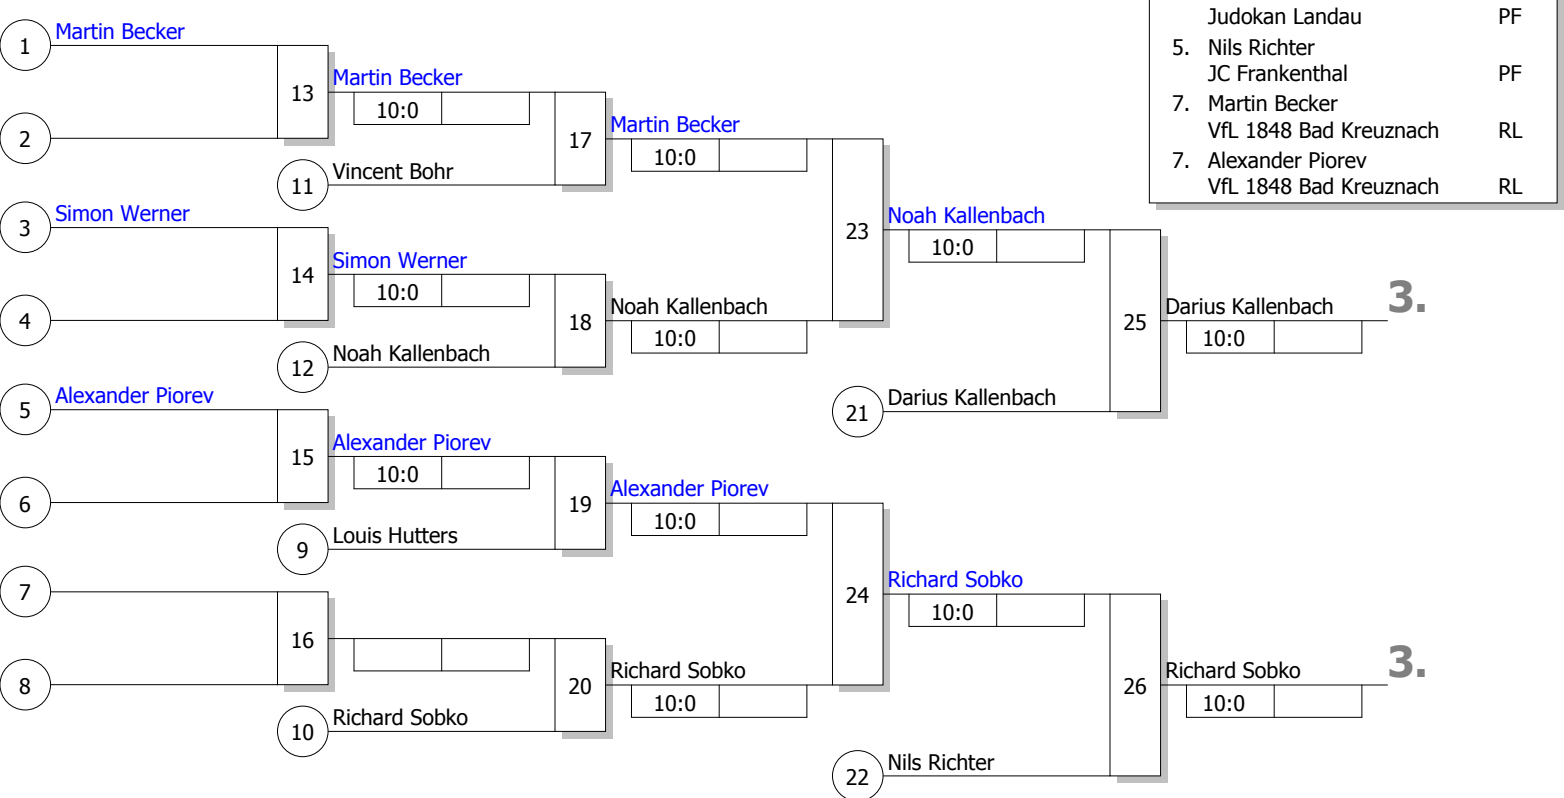 Judokan Landau PF
5. Nils Richter
JC Frankenthal PF
7. Martin Becker
VfL 1848 Bad Kreuznach RL
7. Alexander Piorev
VfL 1848 Bad Kreuznach RL
1 Martin Becker
13 Martin Becker
10:0
2
17 Martin Becker
10:0
11 Vincent Bohr
3 Simon Werner
23 Noah Kallenbach
10:0
14 Simon Werner
10:0
4
18 Noah Kallenbach
10:0
12 Noah Kallenbach
25 Darius Kallenbach 3.
10:0
5 Alexander Piorev
21 Darius Kallenbach
15 Alexander Piorev
10:0
6
19 Alexander Piorev
10:0
9 Louis Hutters
7
24 Richard Sobko
10:0
16
8
20 Richard Sobko
10:0
10 Richard Sobko
26 Richard Sobko 3.
10:0
22 Nils Richter